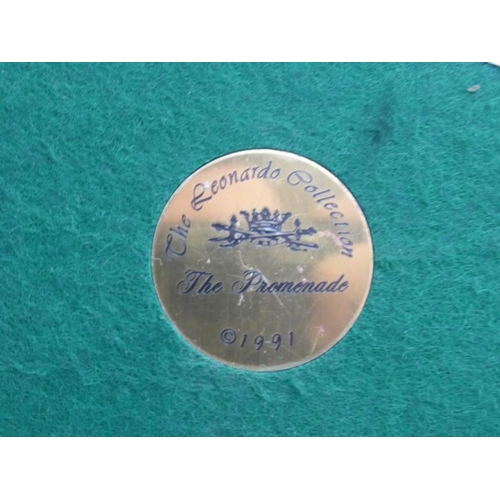 The Leonardo Collection
The Promenade
©1991